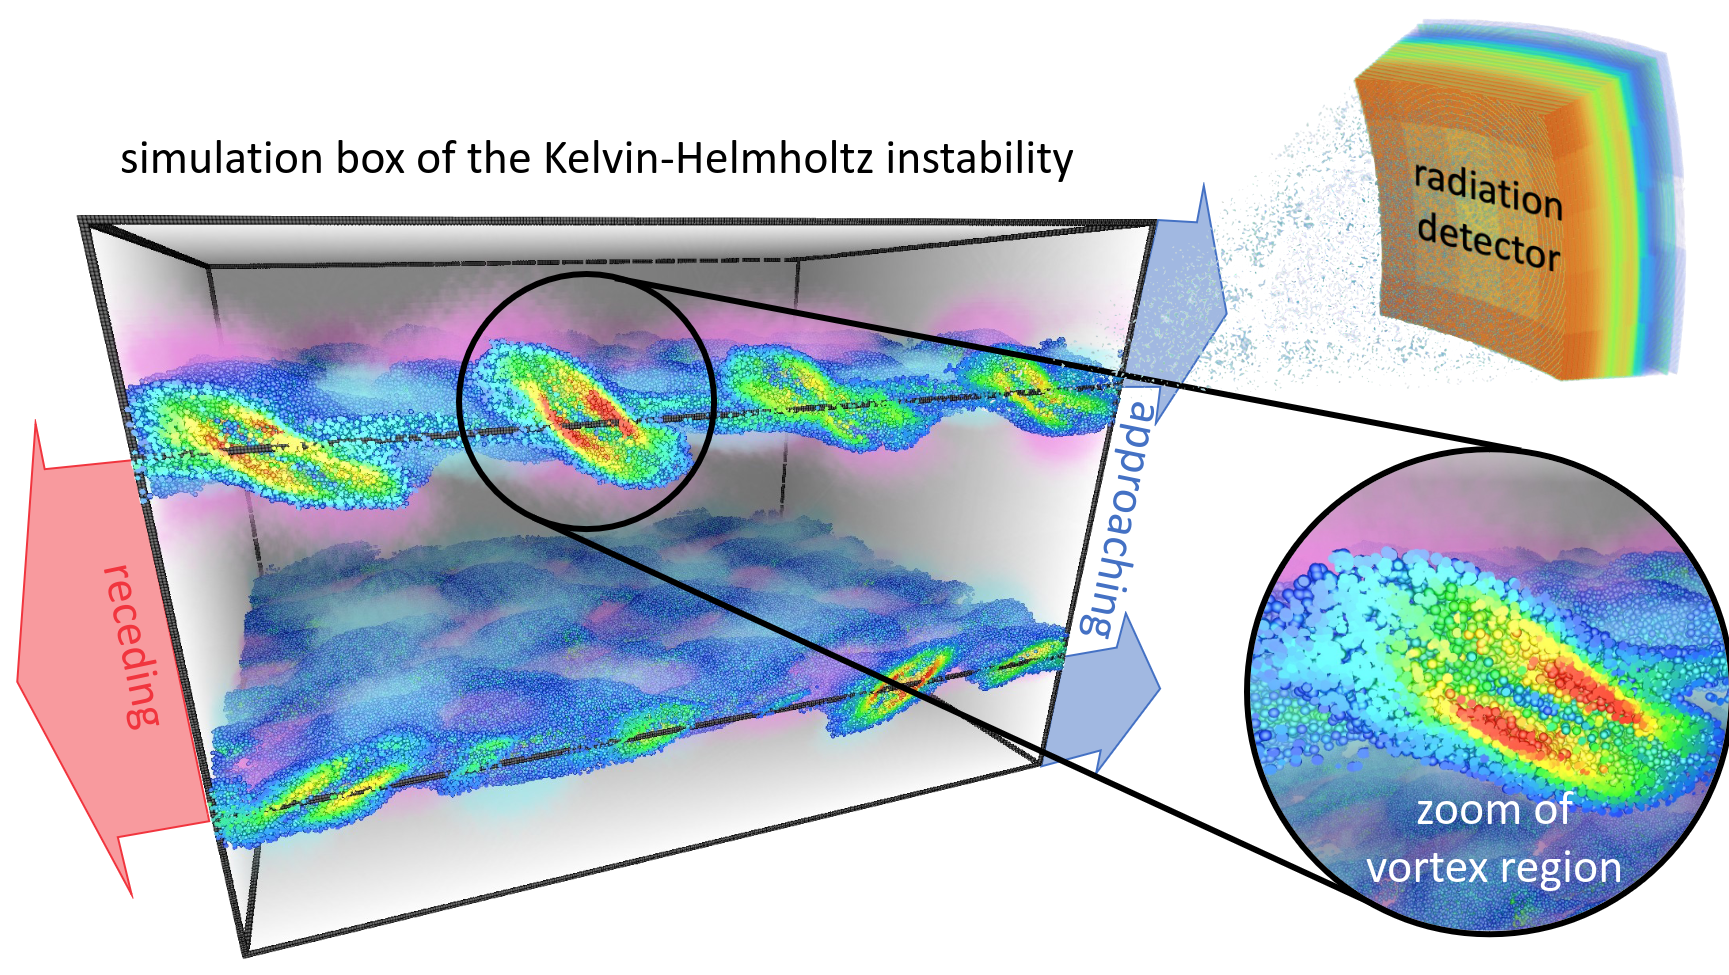 simulation box of the Kelvin-Helmholtz instability
radiation
detector
receding
approaching
zoom of
vortex region